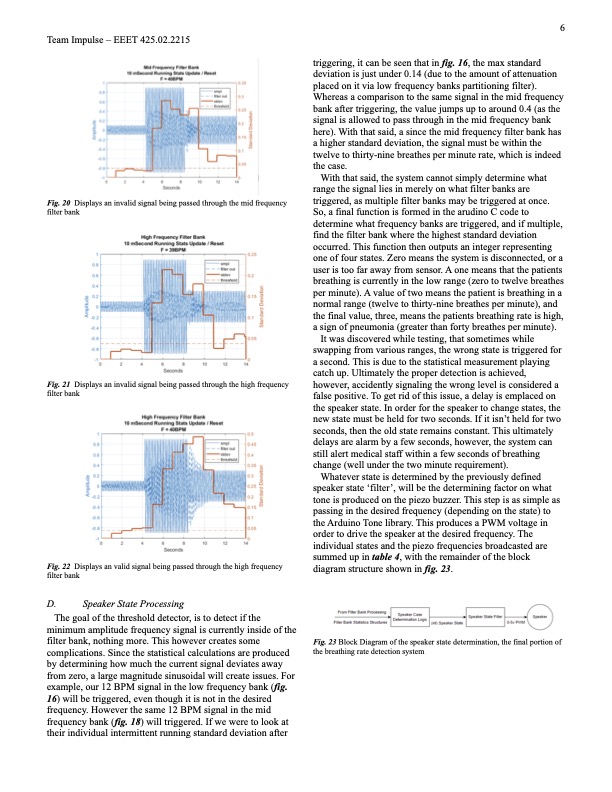 6
Team Impulse – EEET 425.02.2215
Mid Frequency Filter Bank
10 mSecond Running Stats Update / Reset
F = 40BPM
Amplitude
Standard Deviation
Seconds
Fig. 20 Displays an invalid signal being passed through the mid frequency
filter bank
High Frequency Filter Bank
10 mSecond Running Stats Update / Reset
F = 39BPM
Amplitude
Standard Deviation
Seconds
Fig. 21 Displays an invalid signal being passed through the high frequency
filter bank
High Frequency Filter Bank
10 mSecond Running Stats Update / Reset
F = 40BPM
Amplitude
Standard Deviation
Seconds
Fig. 22 Displays an valid signal being passed through the high frequency
filter bank
D. Speaker State Processing
The goal of the threshold detector, is to detect if the
minimum amplitude frequency signal is currently inside of the
filter bank, nothing more. This however creates some
complications. Since the statistical calculations are produced
by determining how much the current signal deviates away
from zero, a large magnitude sinusoidal will create issues. For
example, our 12 BPM signal in the low frequency bank (fig.
16) will be triggered, even though it is not in the desired
frequency. However the same 12 BPM signal in the mid
frequency bank (fig. 18) will triggered. If we were to look at
their individual intermittent running standard deviation after
triggering, it can be seen that in fig. 16, the max standard
deviation is just under 0.14 (due to the amount of attenuation
placed on it via low frequency banks partitioning filter).
Whereas a comparison to the same signal in the mid frequency
bank after triggering, the value jumps up to around 0.4 (as the
signal is allowed to pass through in the mid frequency bank
here). With that said, a since the mid frequency filter bank has
a higher standard deviation, the signal must be within the
twelve to thirty-nine breathes per minute rate, which is indeed
the case.
With that said, the system cannot simply determine what
range the signal lies in merely on what filter banks are
triggered, as multiple filter banks may be triggered at once.
So, a final function is formed in the arudino C code to
determine what frequency banks are triggered, and if multiple,
find the filter bank where the highest standard deviation
occurred. This function then outputs an integer representing
one of four states. Zero means the system is disconnected, or a
user is too far away from sensor. A one means that the patients
breathing is currently in the low range (zero to twelve breathes
per minute). A value of two means the patient is breathing in a
normal range (twelve to thirty-nine breathes per minute), and
the final value, three, means the patients breathing rate is high,
a sign of pneumonia (greater than forty breathes per minute).
It was discovered while testing, that sometimes while
swapping from various ranges, the wrong state is triggered for
a second. This is due to the statistical measurement playing
catch up. Ultimately the proper detection is achieved,
however, accidently signaling the wrong level is considered a
false positive. To get rid of this issue, a delay is emplaced on
the speaker state. In order for the speaker to change states, the
new state must be held for two seconds. If it isn't held for two
seconds, then the old state remains constant. This ultimately
delays are alarm by a few seconds, however, the system can
still alert medical staff within a few seconds of breathing
change (well under the two minute requirement).
Whatever state is determined by the previously defined
speaker state 'filter', will be the determining factor on what
tone is produced on the piezo buzzer. This step is as simple as
passing in the desired frequency (depending on the state) to
the Arduino Tone library. This produces a PWM voltage in
order to drive the speaker at the desired frequency. The
individual states and the piezo frequencies broadcasted are
summed up in table 4, with the remainder of the block
diagram structure shown in fig. 23.
From Filter Bank Processing
Filter Bank Statistics Structures
Speaker Case
Determination Logic
Speaker State
Speaker State Filter
0-5v PWM
Speaker
Fig. 23 Block Diagram of the speaker state determination, the final portion of
the breathing rate detection system